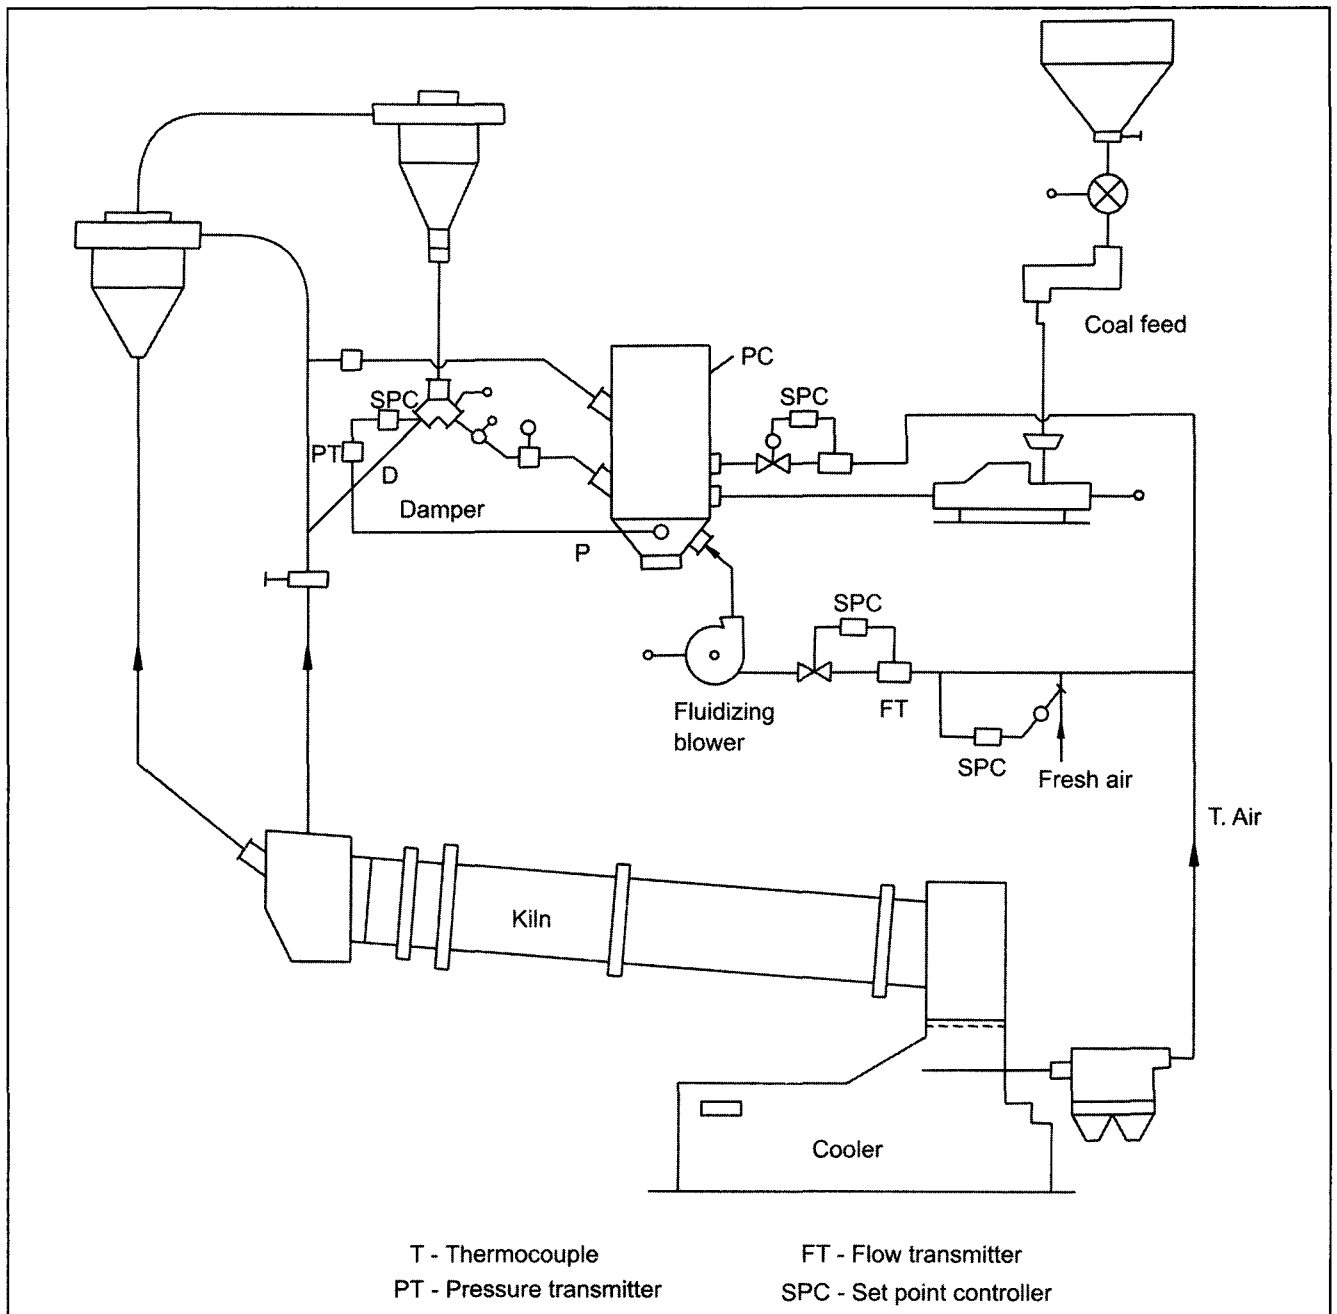 Coal feed
PC
SPC
SPC
PT
D
Damper
P
SPC
Fluidizing
blower
FT
SPC
Fresh air
T. Air
Kiln
Cooler
T - Thermocouple
FT - Flow transmitter
PT - Pressure transmitter
SPC - Set point controller